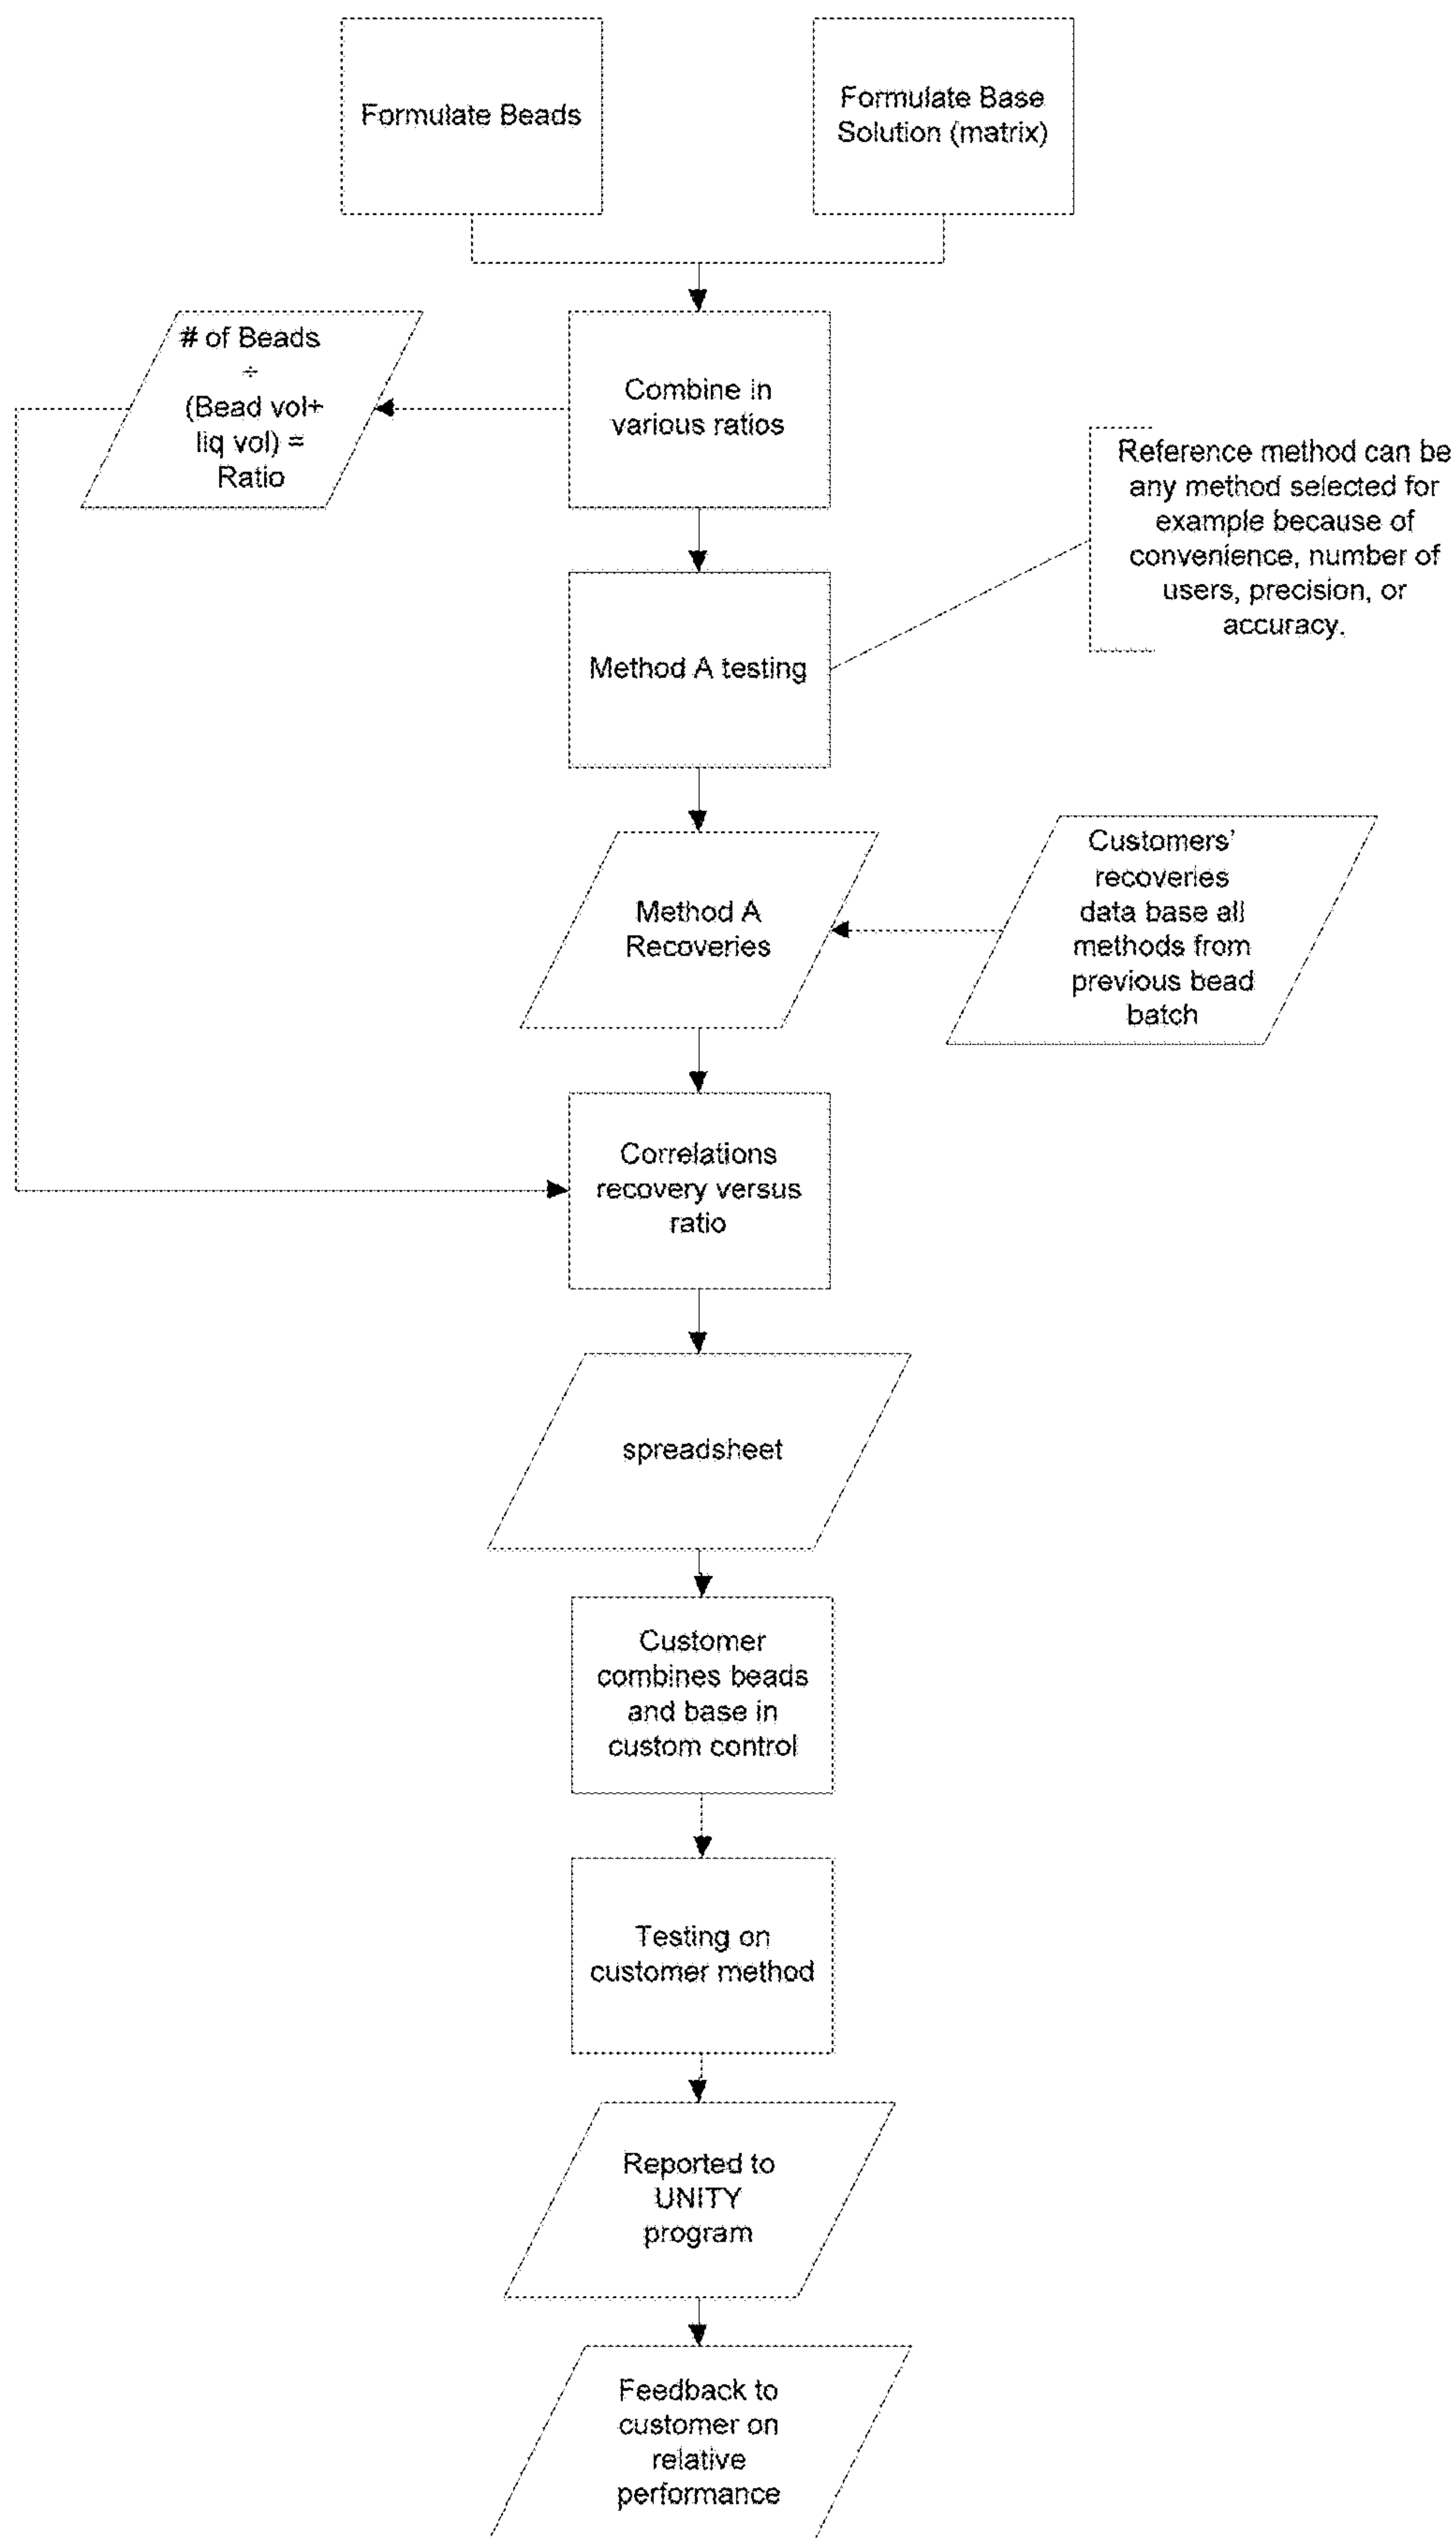 Formulate Beads
Formulate Base
Solution (matrix)
# of Beads
÷
(Bead vol+
liq vol) =
Ratio
Combine in
various ratios
Reference method can be
any method selected for
example because of
convenience, number of
users, precision, or
accuracy.
Method A testing
Method A
Recoveries
Customers'
recoveries
data base all
methods from
previous bead
batch
Correlations
recovery versus
ratio
spreadsheet
Customer
combines beads
and base in
custom control
Testing on
customer method
Reported to
UNITY
program
Feedback to
customer on
relative
performance